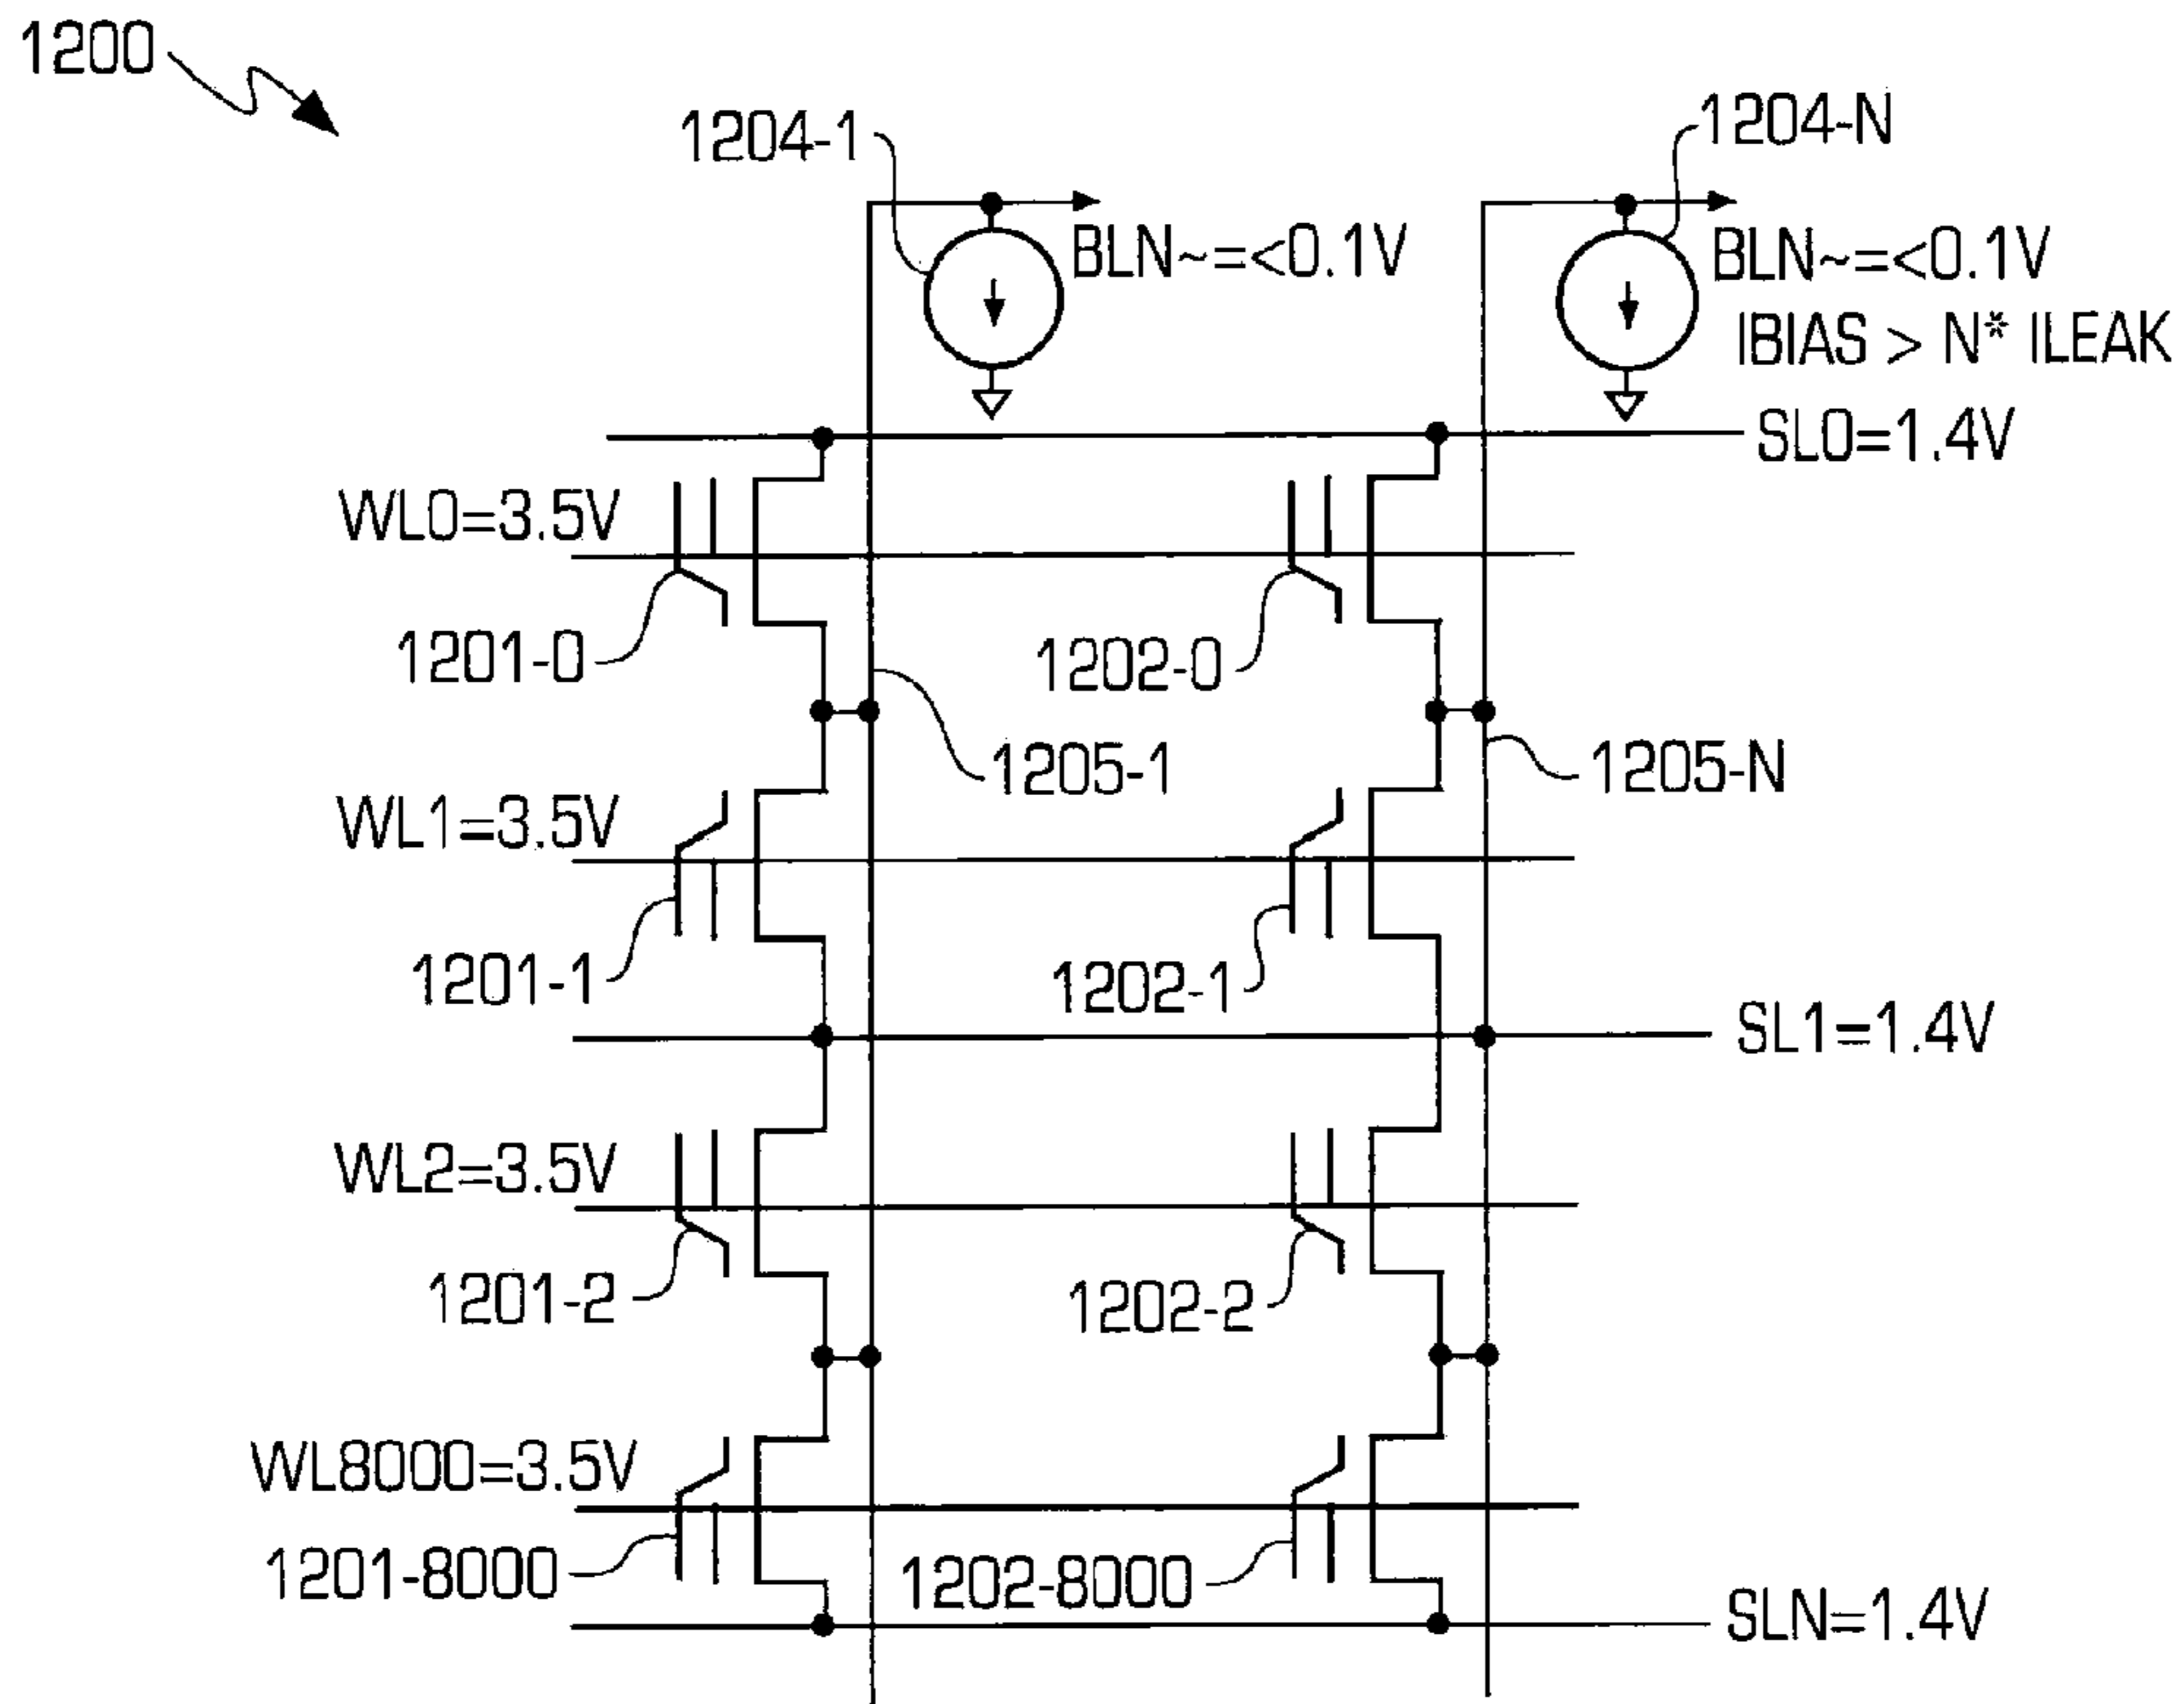 1200
1204-1
1204-N
BLN~=<0.1V
BLN~=<0.1V
IBIAS > N* ILEAK
SL0=1.4V
WL0=3.5V
1201-0
1202-0
1205-1
1205-N
WL1=3.5V
1201-1
1202-1
SL1=1.4V
WL2=3.5V
1201-2
1202-2
WL8000=3.5V
1201-8000
1202-8000
SLN=1.4V